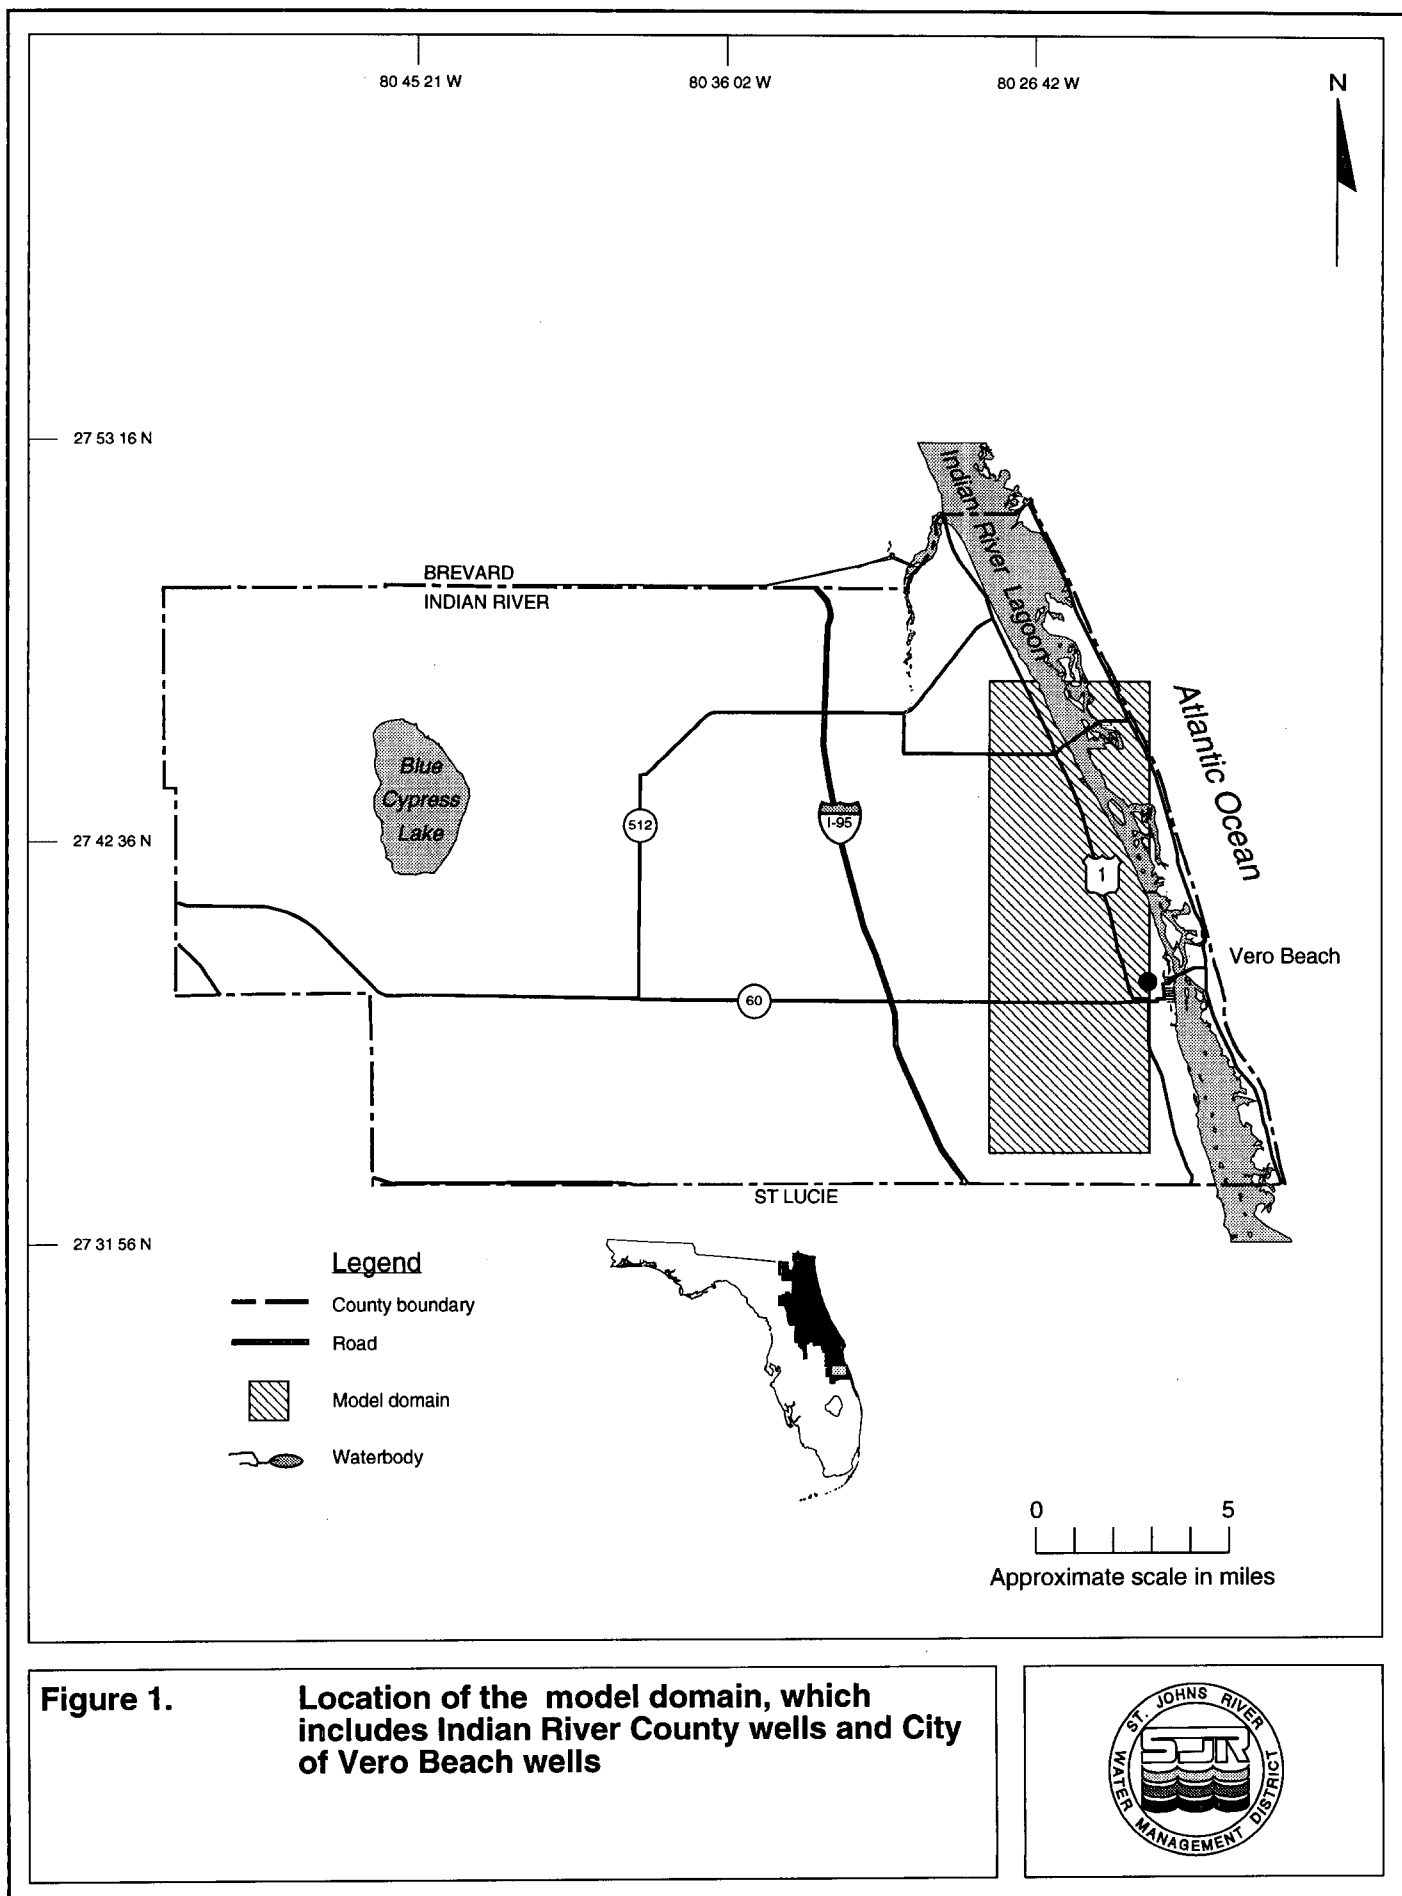 80 45 21 W
80 36 02 W
80 26 42 W
N
27 53 16 N
Indian River Lagoon
BREVARD
INDIAN RIVER
Atlantic Ocean
Blue
Cypress
Lake
512
I-95
27 42 36 N
1
Vero Beach
60
ST LUCIE
27 31 56 N
Legend
County boundary
Road
Model domain
Waterbody
0 5
Approximate scale in miles
Figure 1. Location of the model domain, which
includes Indian River County wells and City
of Vero Beach wells
ST. JOHNS RIVER
SJR
WATER MANAGEMENT DISTRICT